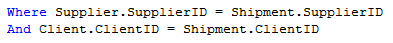 Where Supplier.SupplierID = Shipment.SupplierID
And Client.ClientID = Shipment.ClientID